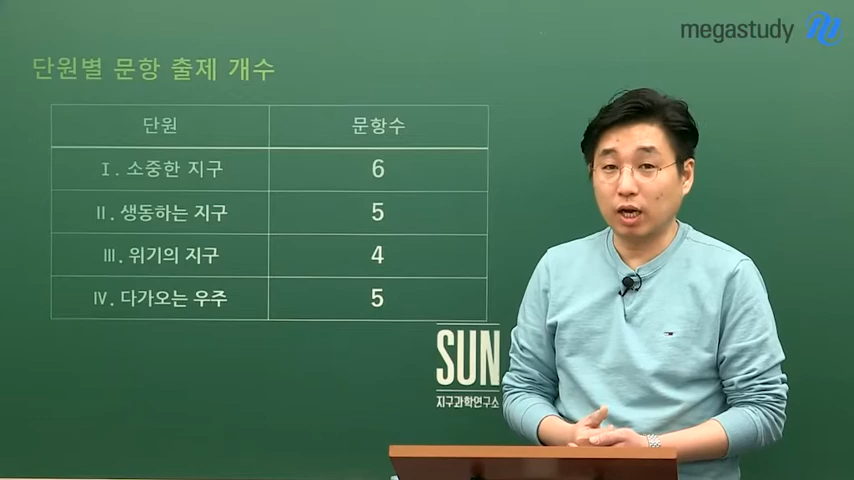 megastudy
단원별 문항 출제 개수
단원 문항수
Ⅰ. 소중한 지구 6
Ⅱ. 생동하는 지구 5
Ⅲ. 위기의 지구 4
Ⅳ. 다가오는 우주 5
SUN
지구과학연구소